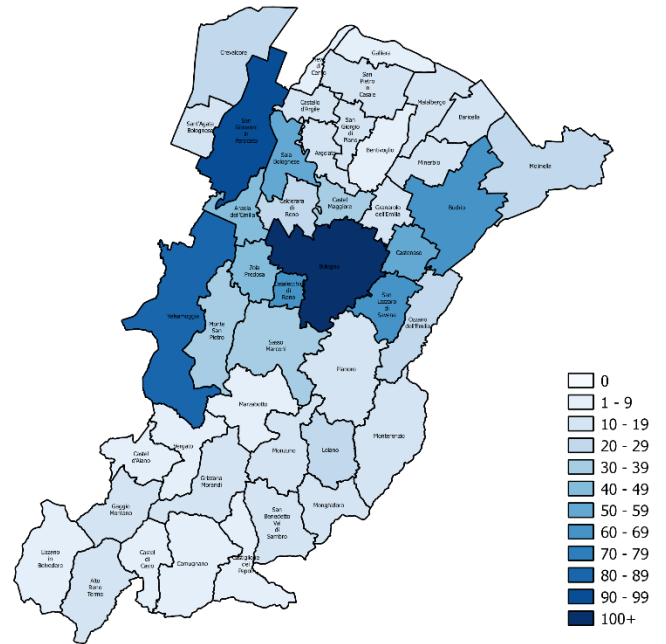 Crevalcore
Galliera
San
Pietro
in
Casale
Malalbergo
Baricella
Castello
d'Argile
San
Giorgio
di
Piano
Sant'Agata
Bolognese
San
Giovanni in
Persiceto
Argelato
Bentivoglio
Minerbio
Molinella
Sala
Bolognese
Calderara
di
Reno
Castel
Maggiore
Granarolo
dell'Emilia
Budrio
Anzola
dell'Emilia
Castenaso
Bologna
Zola
Predosa
Casalecchio
di
Reno
San
Lazzaro
di
Savena
Ozzano
dell'Emilia
Valsamoggia
Monte
San
Pietro
Sasso
Marconi
Pianoro
Marzabotto
Monterenzio
Vergato
Castel
d'Aiano
Monzuno
Loiano
Grizzana
Morandi
Gaggio
Montano
Monghidoro
San
Benedetto
Val
di
Sambro
Lizzano
in
Belvedere
Castel
di
Casio
Camugnano
Castiglione
dei
Pepoli
Alto
Reno
Terme
0
1 - 9
10 - 19
20 - 29
30 - 39
40 - 49
50 - 59
60 - 69
70 - 79
80 - 89
90 - 99
100+